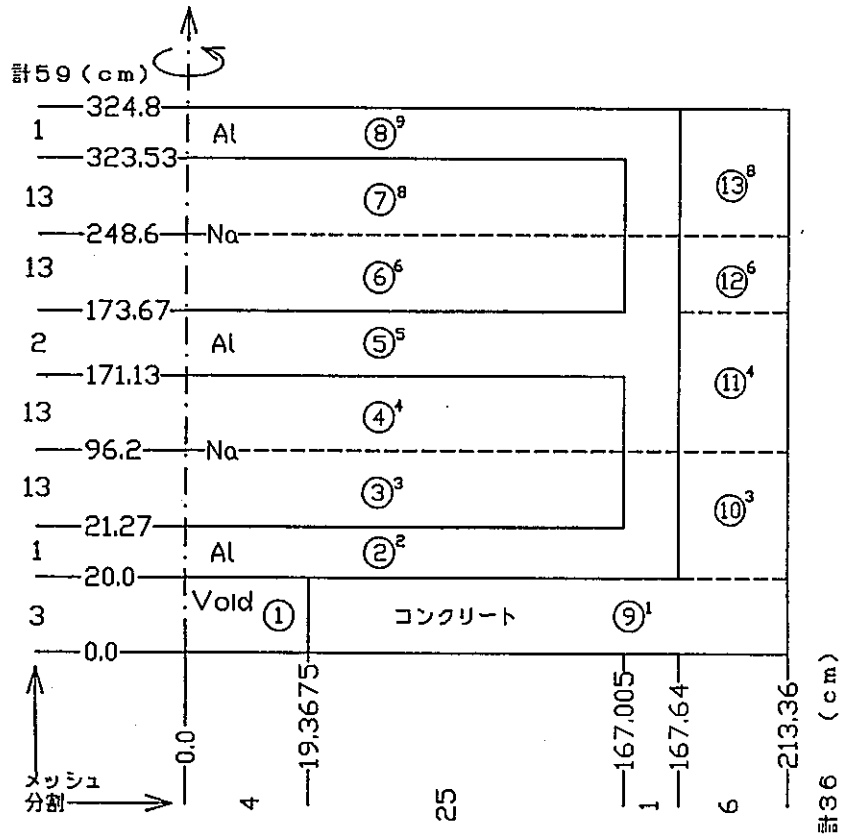 計59(cm)
324.8
1 Al ⑧9
323.53
13 ⑦8 ⑬8
248.6 Na
13 ⑥6 ⑫6
173.67
2 Al ⑤5
171.13
13 ④4 ⑪4
96.2 Na
13 ③3 ⑩3
21.27
1 Al ②2
20.0
3 Void ① コンクリート ⑨1
0.0
0.0 19.3675 167.005 167.64 213.36 (cm)
メッシュ
分割 4 25 1 6 計36